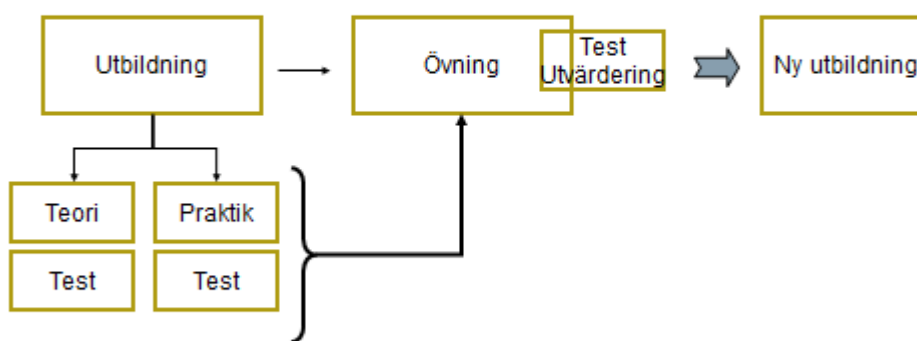 Utbildning
Övning
Test
Utvärdering
Ny utbildning
Teori
Praktik
Test
Test